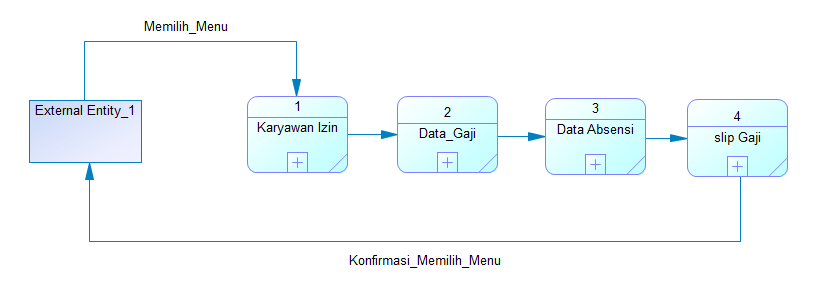 Memilih_Menu
External Entity_1
1
Karyawan Izin
2
Data_Gaji
3
Data Absensi
4
slip Gaji
Konfirmasi_Memilih_Menu